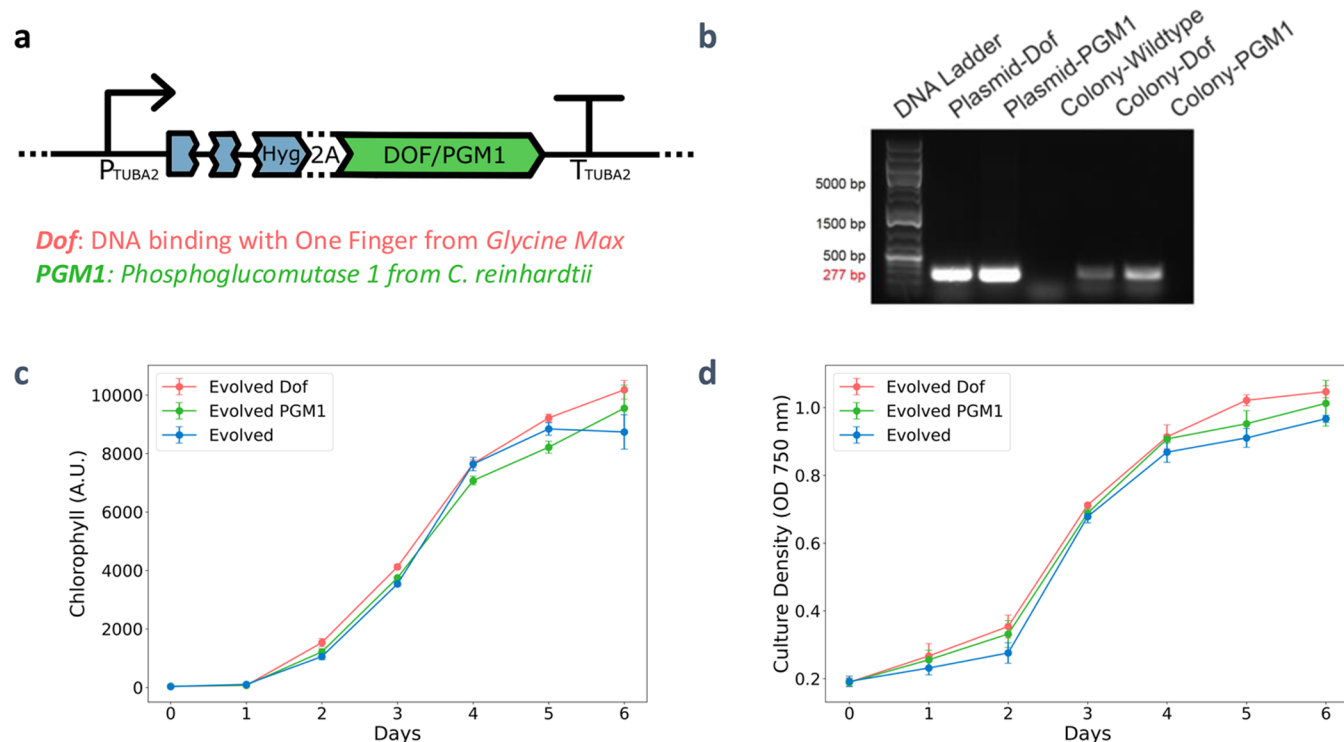 a
P_TUBA2
Hyg
2A
DOF/PGM1
T_TUBA2
Dof: DNA binding with One Finger from Glycine Max
PGM1: Phosphoglucomutase 1 from C. reinhardtii
b
DNA Ladder
Plasmid-Dof
Plasmid-PGM1
Colony-Wildtype
Colony-Dof
Colony-PGM1
5000 bp
1500 bp
500 bp
277 bp
c
Evolved Dof
Evolved PGM1
Evolved
Chlorophyll (A.U.)
10000
8000
6000
4000
2000
0
0 1 2 3 4 5 6
Days
d
Evolved Dof
Evolved PGM1
Evolved
Culture Density (OD 750 nm)
1.0
0.8
0.6
0.4
0.2
0 1 2 3 4 5 6
Days